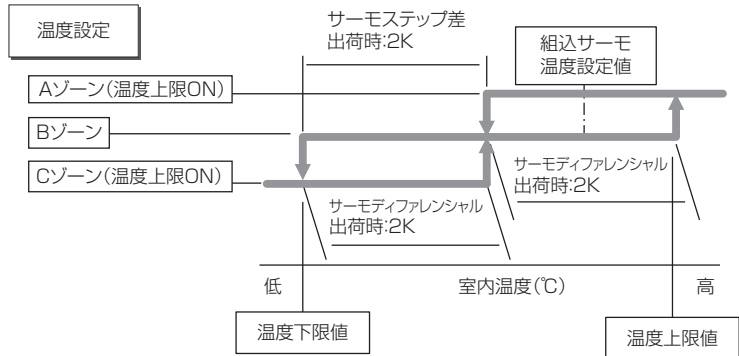 温度設定
サーモステップ差
出荷時:2K
組込サーモ
温度設定値
Aゾーン(温度上限ON)
Bゾーン
Cゾーン(温度上限ON)
サーモディファレンシャル
出荷時:2K
サーモディファレンシャル
出荷時:2K
低
室内温度(℃)
高
温度下限値
温度上限値